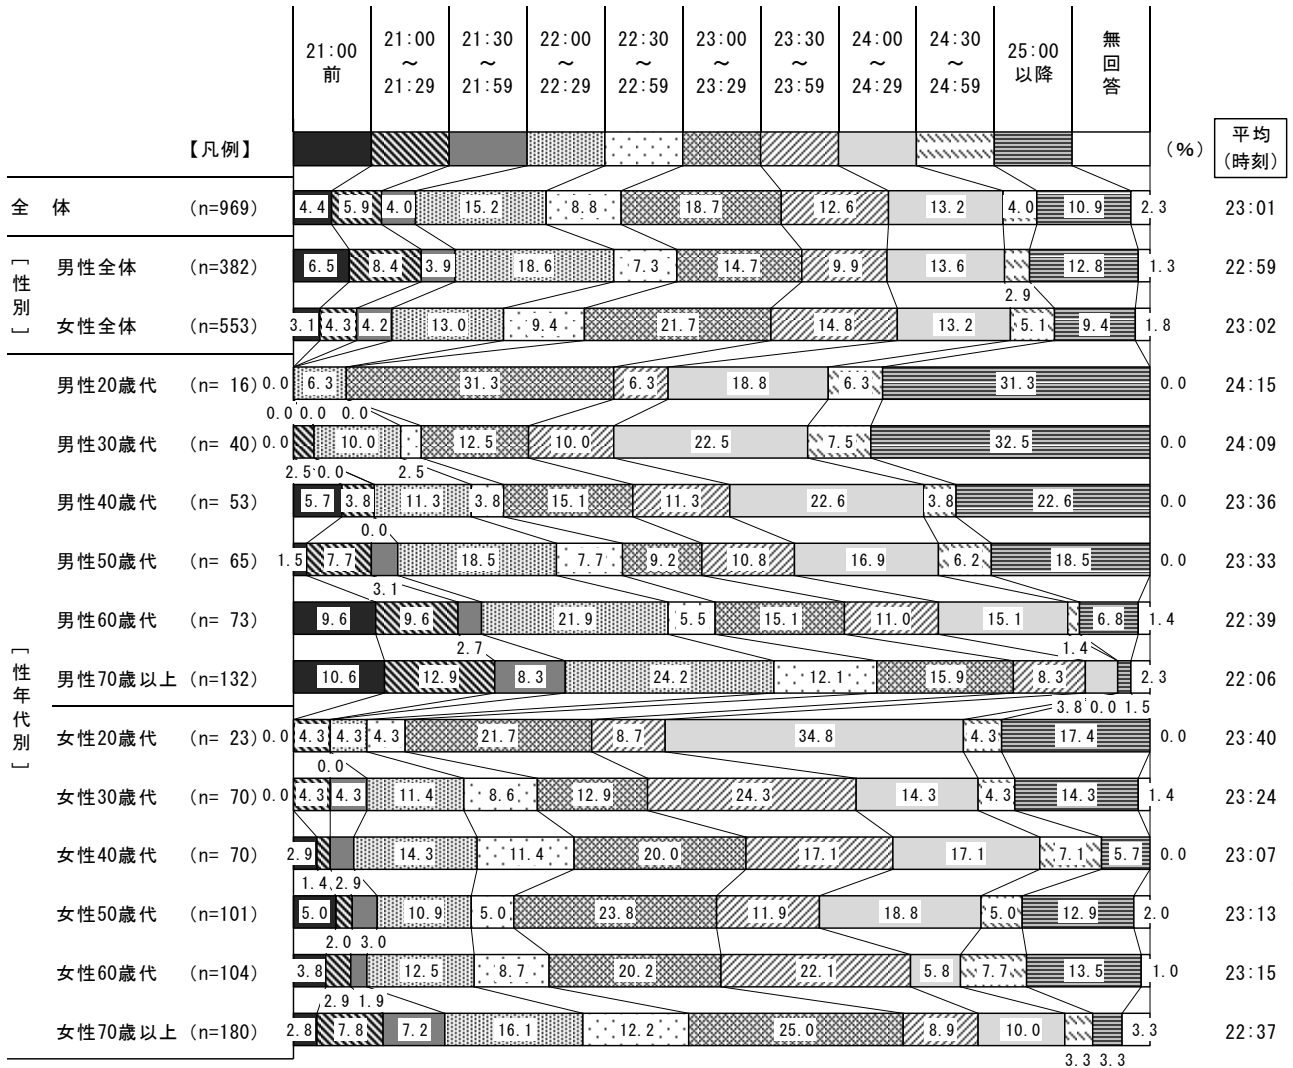 21:00 21:00 21:30 22:00 22:30 23:00 23:30 24:00 24:30 25:00 無
前 ～ ～ ～ ～ ～ ～ ～ ～ 以降 回
21:29 21:59 22:29 22:59 23:29 23:59 24:29 24:59 答
【凡例】 (%) 平均
(時刻)
全 体 (n=969) 4.4 5.9 4.0 15.2 8.8 18.7 12.6 13.2 4.0 10.9 2.3 23:01
[性別]
男性全体 (n=382) 6.5 8.4 3.9 18.6 7.3 14.7 9.9 13.6 12.8 1.3 22:59
2.9
女性全体 (n=553) 3.1 4.3 4.2 13.0 9.4 21.7 14.8 13.2 5.1 9.4 1.8 23:02
[性年代別]
男性20歳代 (n= 16) 0.0 6.3 31.3 6.3 18.8 6.3 31.3 0.0 24:15
0.0 0.0 0.0
男性30歳代 (n= 40) 0.0 10.0 12.5 10.0 22.5 7.5 32.5 0.0 24:09
2.5 0.0 2.5
男性40歳代 (n= 53) 5.7 3.8 11.3 3.8 15.1 11.3 22.6 3.8 22.6 0.0 23:36
0.0
男性50歳代 (n= 65) 1.5 7.7 18.5 7.7 9.2 10.8 16.9 6.2 18.5 0.0 23:33
3.1
男性60歳代 (n= 73) 9.6 9.6 21.9 5.5 15.1 11.0 15.1 6.8 1.4 22:39
2.7 1.4
男性70歳以上 (n=132) 10.6 12.9 8.3 24.2 12.1 15.9 8.3 2.3 22:06
3.8 0.0 1.5
女性20歳代 (n= 23) 0.0 4.3 4.3 4.3 21.7 8.7 34.8 4.3 17.4 0.0 23:40
0.0
女性30歳代 (n= 70) 0.0 4.3 4.3 11.4 8.6 12.9 24.3 14.3 4.3 14.3 1.4 23:24
女性40歳代 (n= 70) 2.9 14.3 11.4 20.0 17.1 17.1 7.1 5.7 0.0 23:07
1.4 2.9
女性50歳代 (n=101) 5.0 10.9 5.0 23.8 11.9 18.8 5.0 12.9 2.0 23:13
2.0 3.0
女性60歳代 (n=104) 3.8 12.5 8.7 20.2 22.1 5.8 7.7 13.5 1.0 23:15
2.9 1.9
女性70歳以上 (n=180) 2.8 7.8 7.2 16.1 12.2 25.0 8.9 10.0 3.3 22:37
3.3 3.3